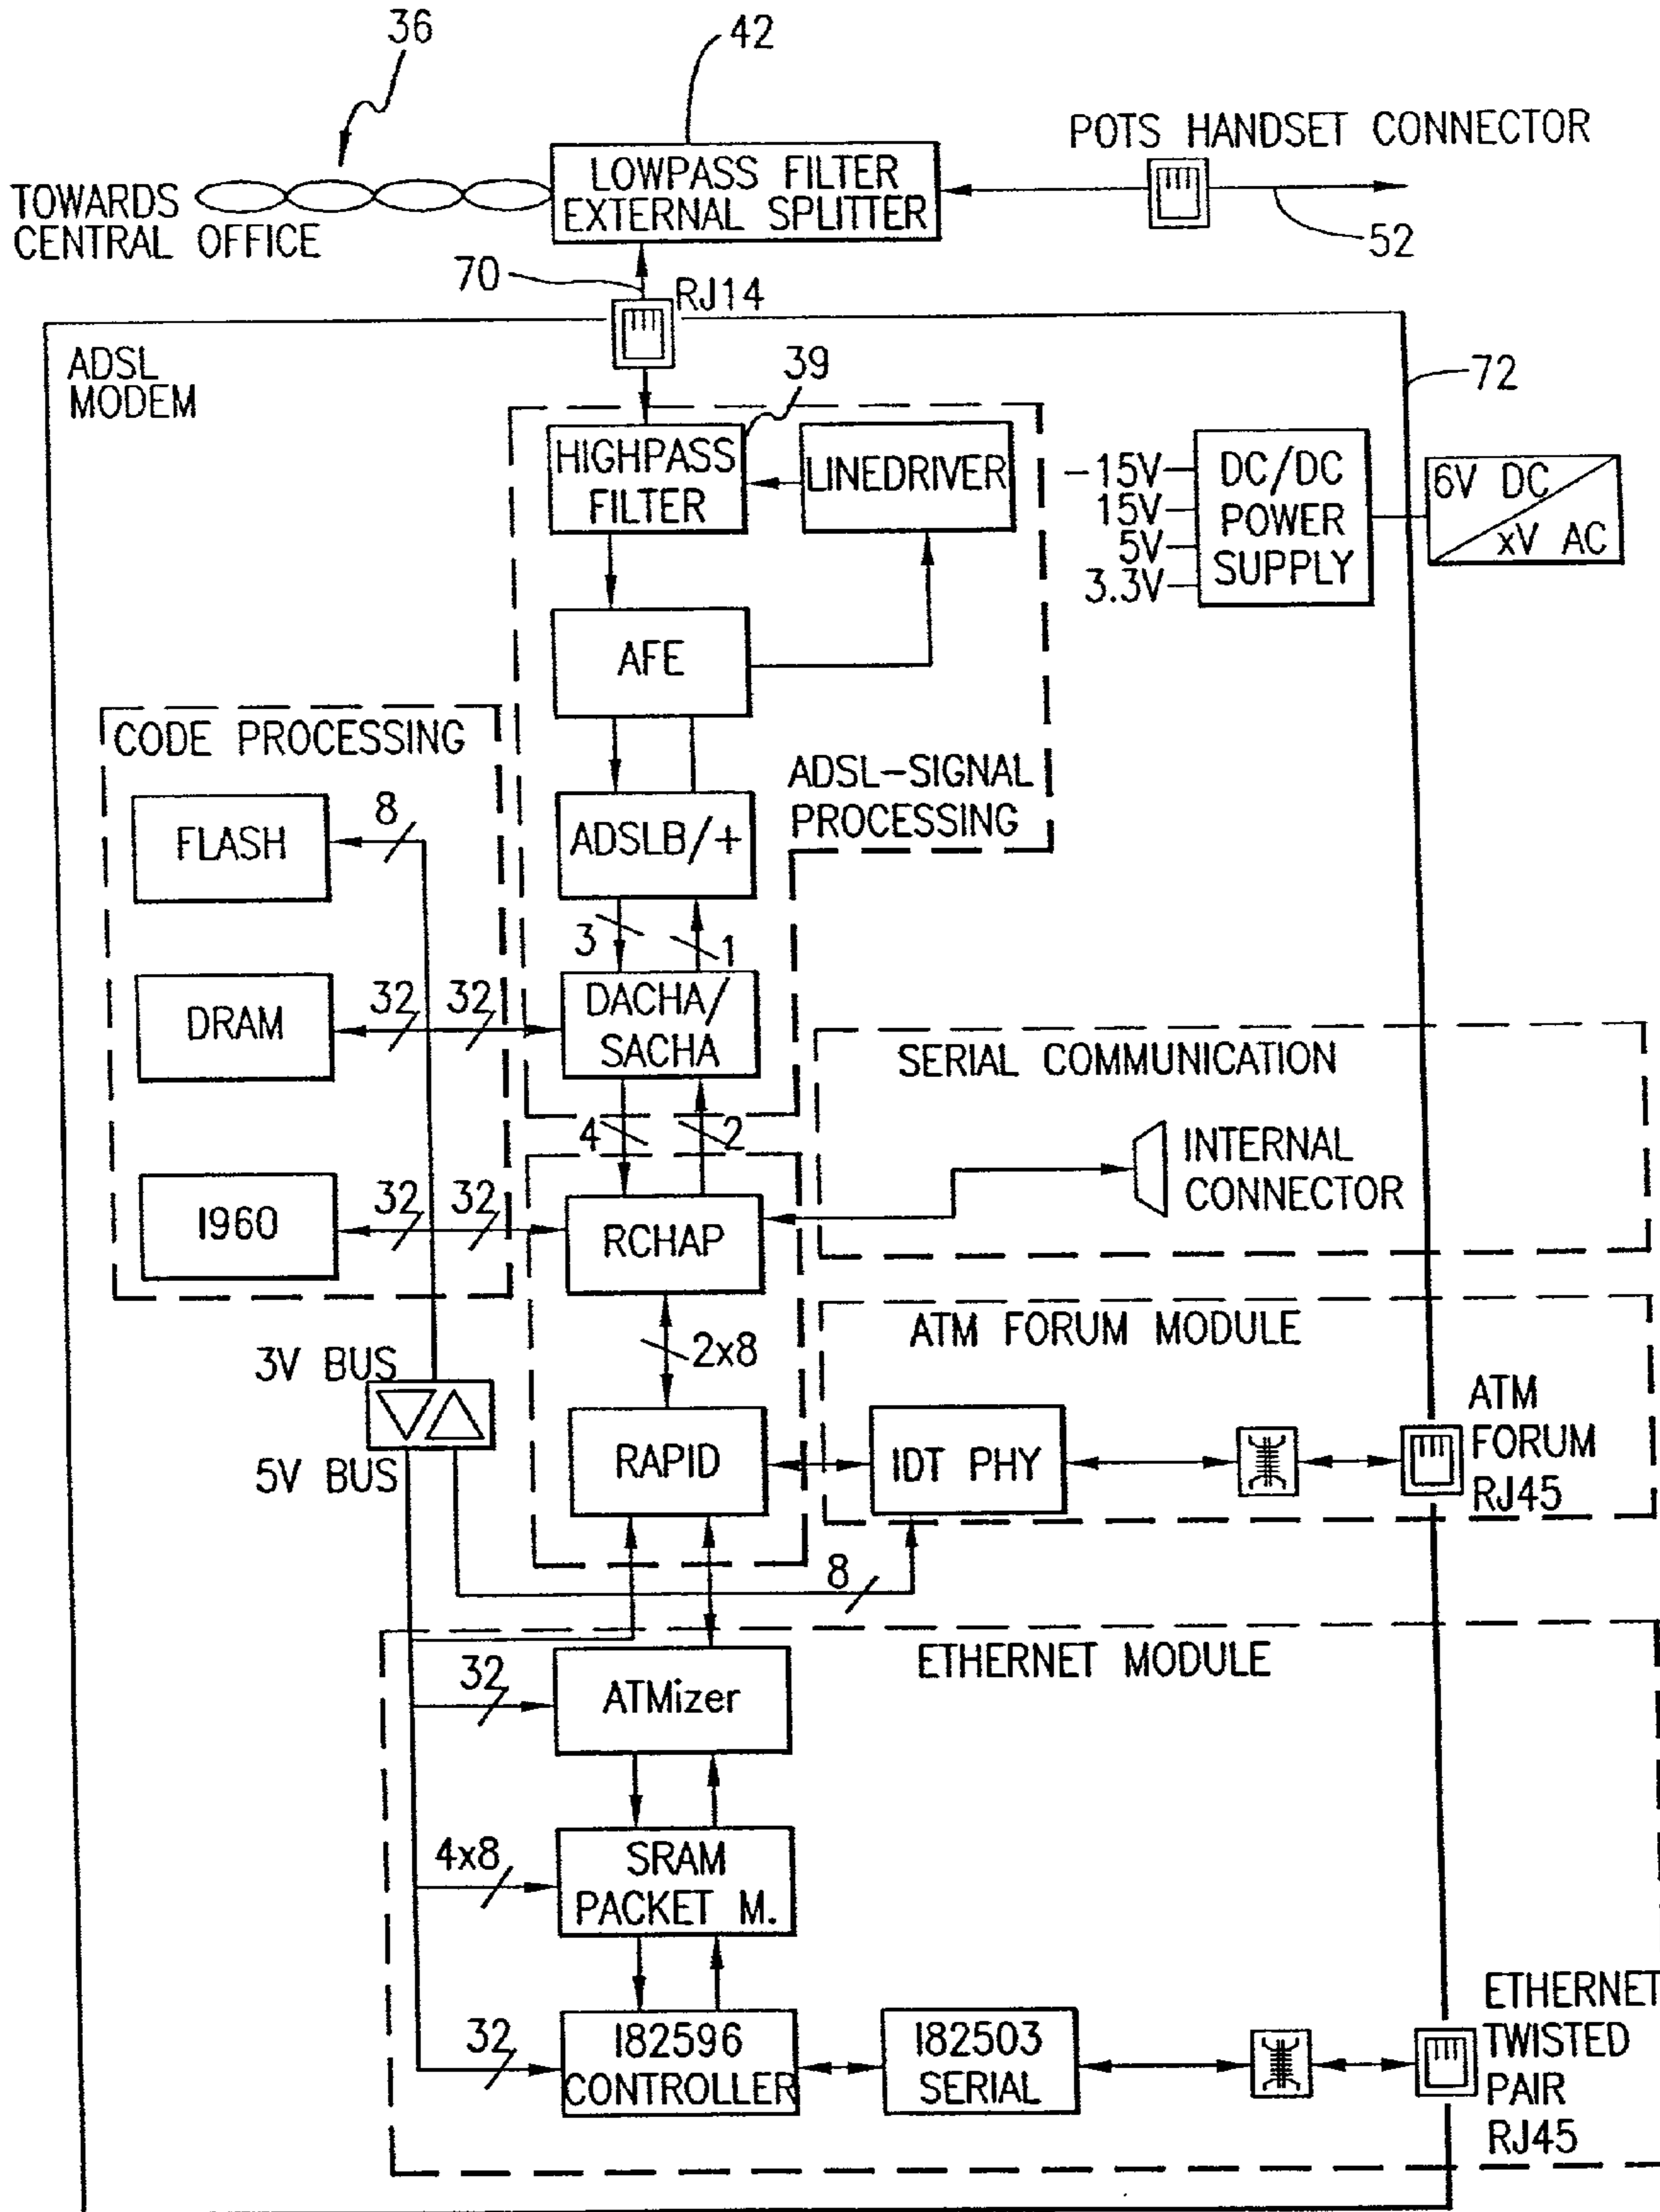 36
42
POTS HANDSET CONNECTOR
TOWARDS
CENTRAL OFFICE
LOWPASS FILTER
EXTERNAL SPLITTER
52
70
RJ14
ADSL
MODEM
39
72
HIGHPASS
FILTER
LINEDRIVER
-15V
15V
5V
3.3V
DC/DC
POWER
SUPPLY
6V DC
xV AC
AFE
CODE PROCESSING
ADSL-SIGNAL
PROCESSING
FLASH
8
ADSLB/+
3
1
DRAM
32
32
DACHA/
SACHA
SERIAL COMMUNICATION
4
2
INTERNAL
CONNECTOR
I960
32
32
RCHAP
ATM FORUM MODULE
2x8
3V BUS
5V BUS
RAPID
IDT PHY
ATM
FORUM
RJ45
8
ETHERNET MODULE
32
ATMizer
4x8
SRAM
PACKET M.
32
I82596
CONTROLLER
I82503
SERIAL
ETHERNET
TWISTED
PAIR
RJ45